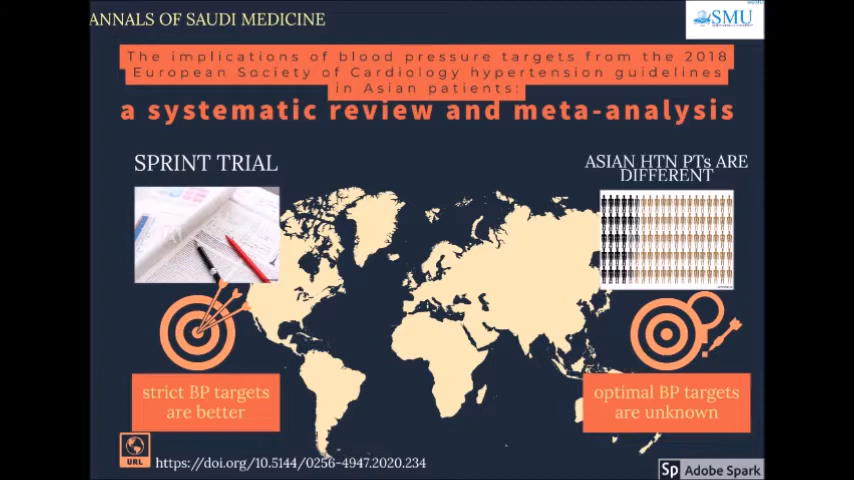 ANNALS OF SAUDI MEDICINE
SMU
The implications of blood pressure targets from the 2018
European Society of Cardiology hypertension guidelines
in Asian patients:
a systematic review and meta-analysis
SPRINT TRIAL
ASIAN HTN PTs ARE
DIFFERENT
strict BP targets
are better
optimal BP targets
are unknown
URL
https://doi.org/10.5144/0256-4947.2020.234
Sp Adobe Spark